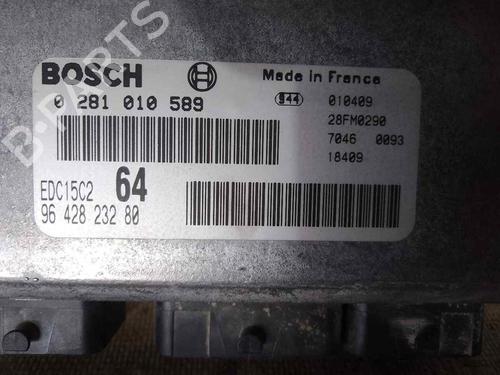 B-PARTS
BOSCH
Made in France
0 281 010 589
944 010409
28FM0290
7046 0093
18409
EDC15C2 64
96 428 232 80